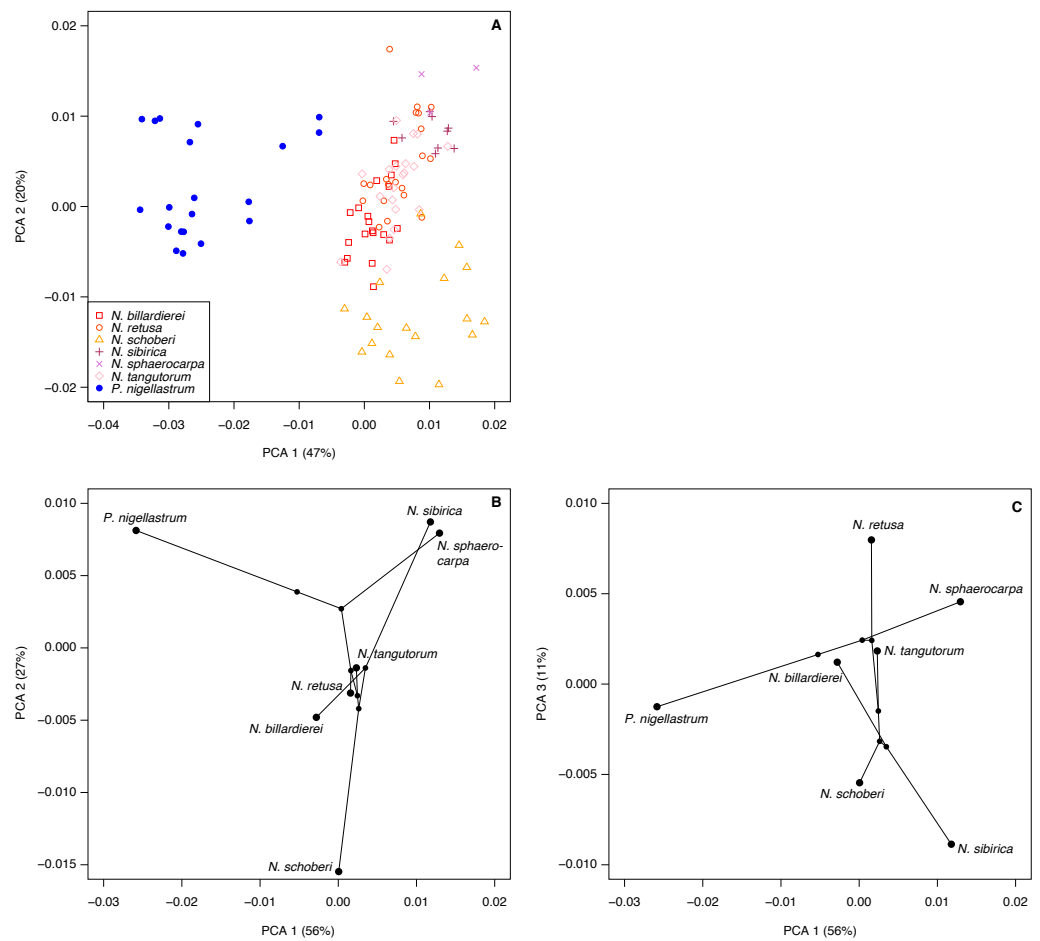 A
0.02
0.01
0.00
−0.01
−0.02
PCA 2 (20%)
N. billardierei
N. retusa
N. schoberi
N. sibirica
N. sphaerocarpa
N. tangutorum
P. nigellastrum
−0.04 −0.03 −0.02 −0.01 0.00 0.01 0.02
PCA 1 (47%)
B
0.010
0.005
0.000
−0.005
−0.010
−0.015
PCA 2 (27%)
P. nigellastrum
N. sibirica
N. sphaero-
carpa
N. tangutorum
N. retusa
N. billardierei
N. schoberi
−0.03 −0.02 −0.01 0.00 0.01 0.02
PCA 1 (56%)
C
0.010
0.005
0.000
−0.005
−0.010
PCA 3 (11%)
N. retusa
N. sphaerocarpa
N. tangutorum
N. billardierei
P. nigellastrum
N. schoberi
N. sibirica
−0.03 −0.02 −0.01 0.00 0.01 0.02
PCA 1 (56%)